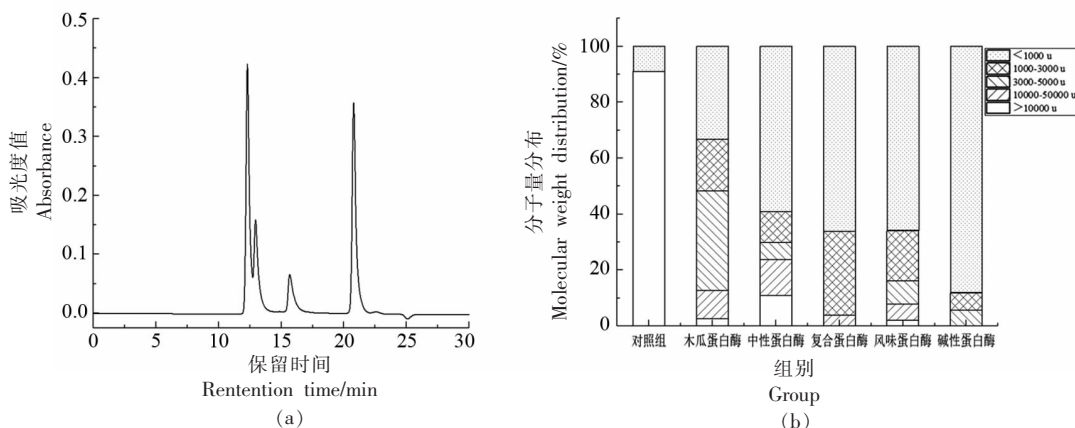 0.5
0.4
0.3
0.2
0.1
0.0
吸光度值
Absorbance
0 5 10 15 20 25 30
保留时间
Rentention time/min
(a)
100
80
60
40
20
0
分子量分布
Molecular weight distribution/%
<1000 u
1000-3000 u
3000-5000 u
10000-50000 u
>10000 u
对照组 木瓜蛋白酶 中性蛋白酶 复合蛋白酶 风味蛋白酶 碱性蛋白酶
组别
Group
(b)